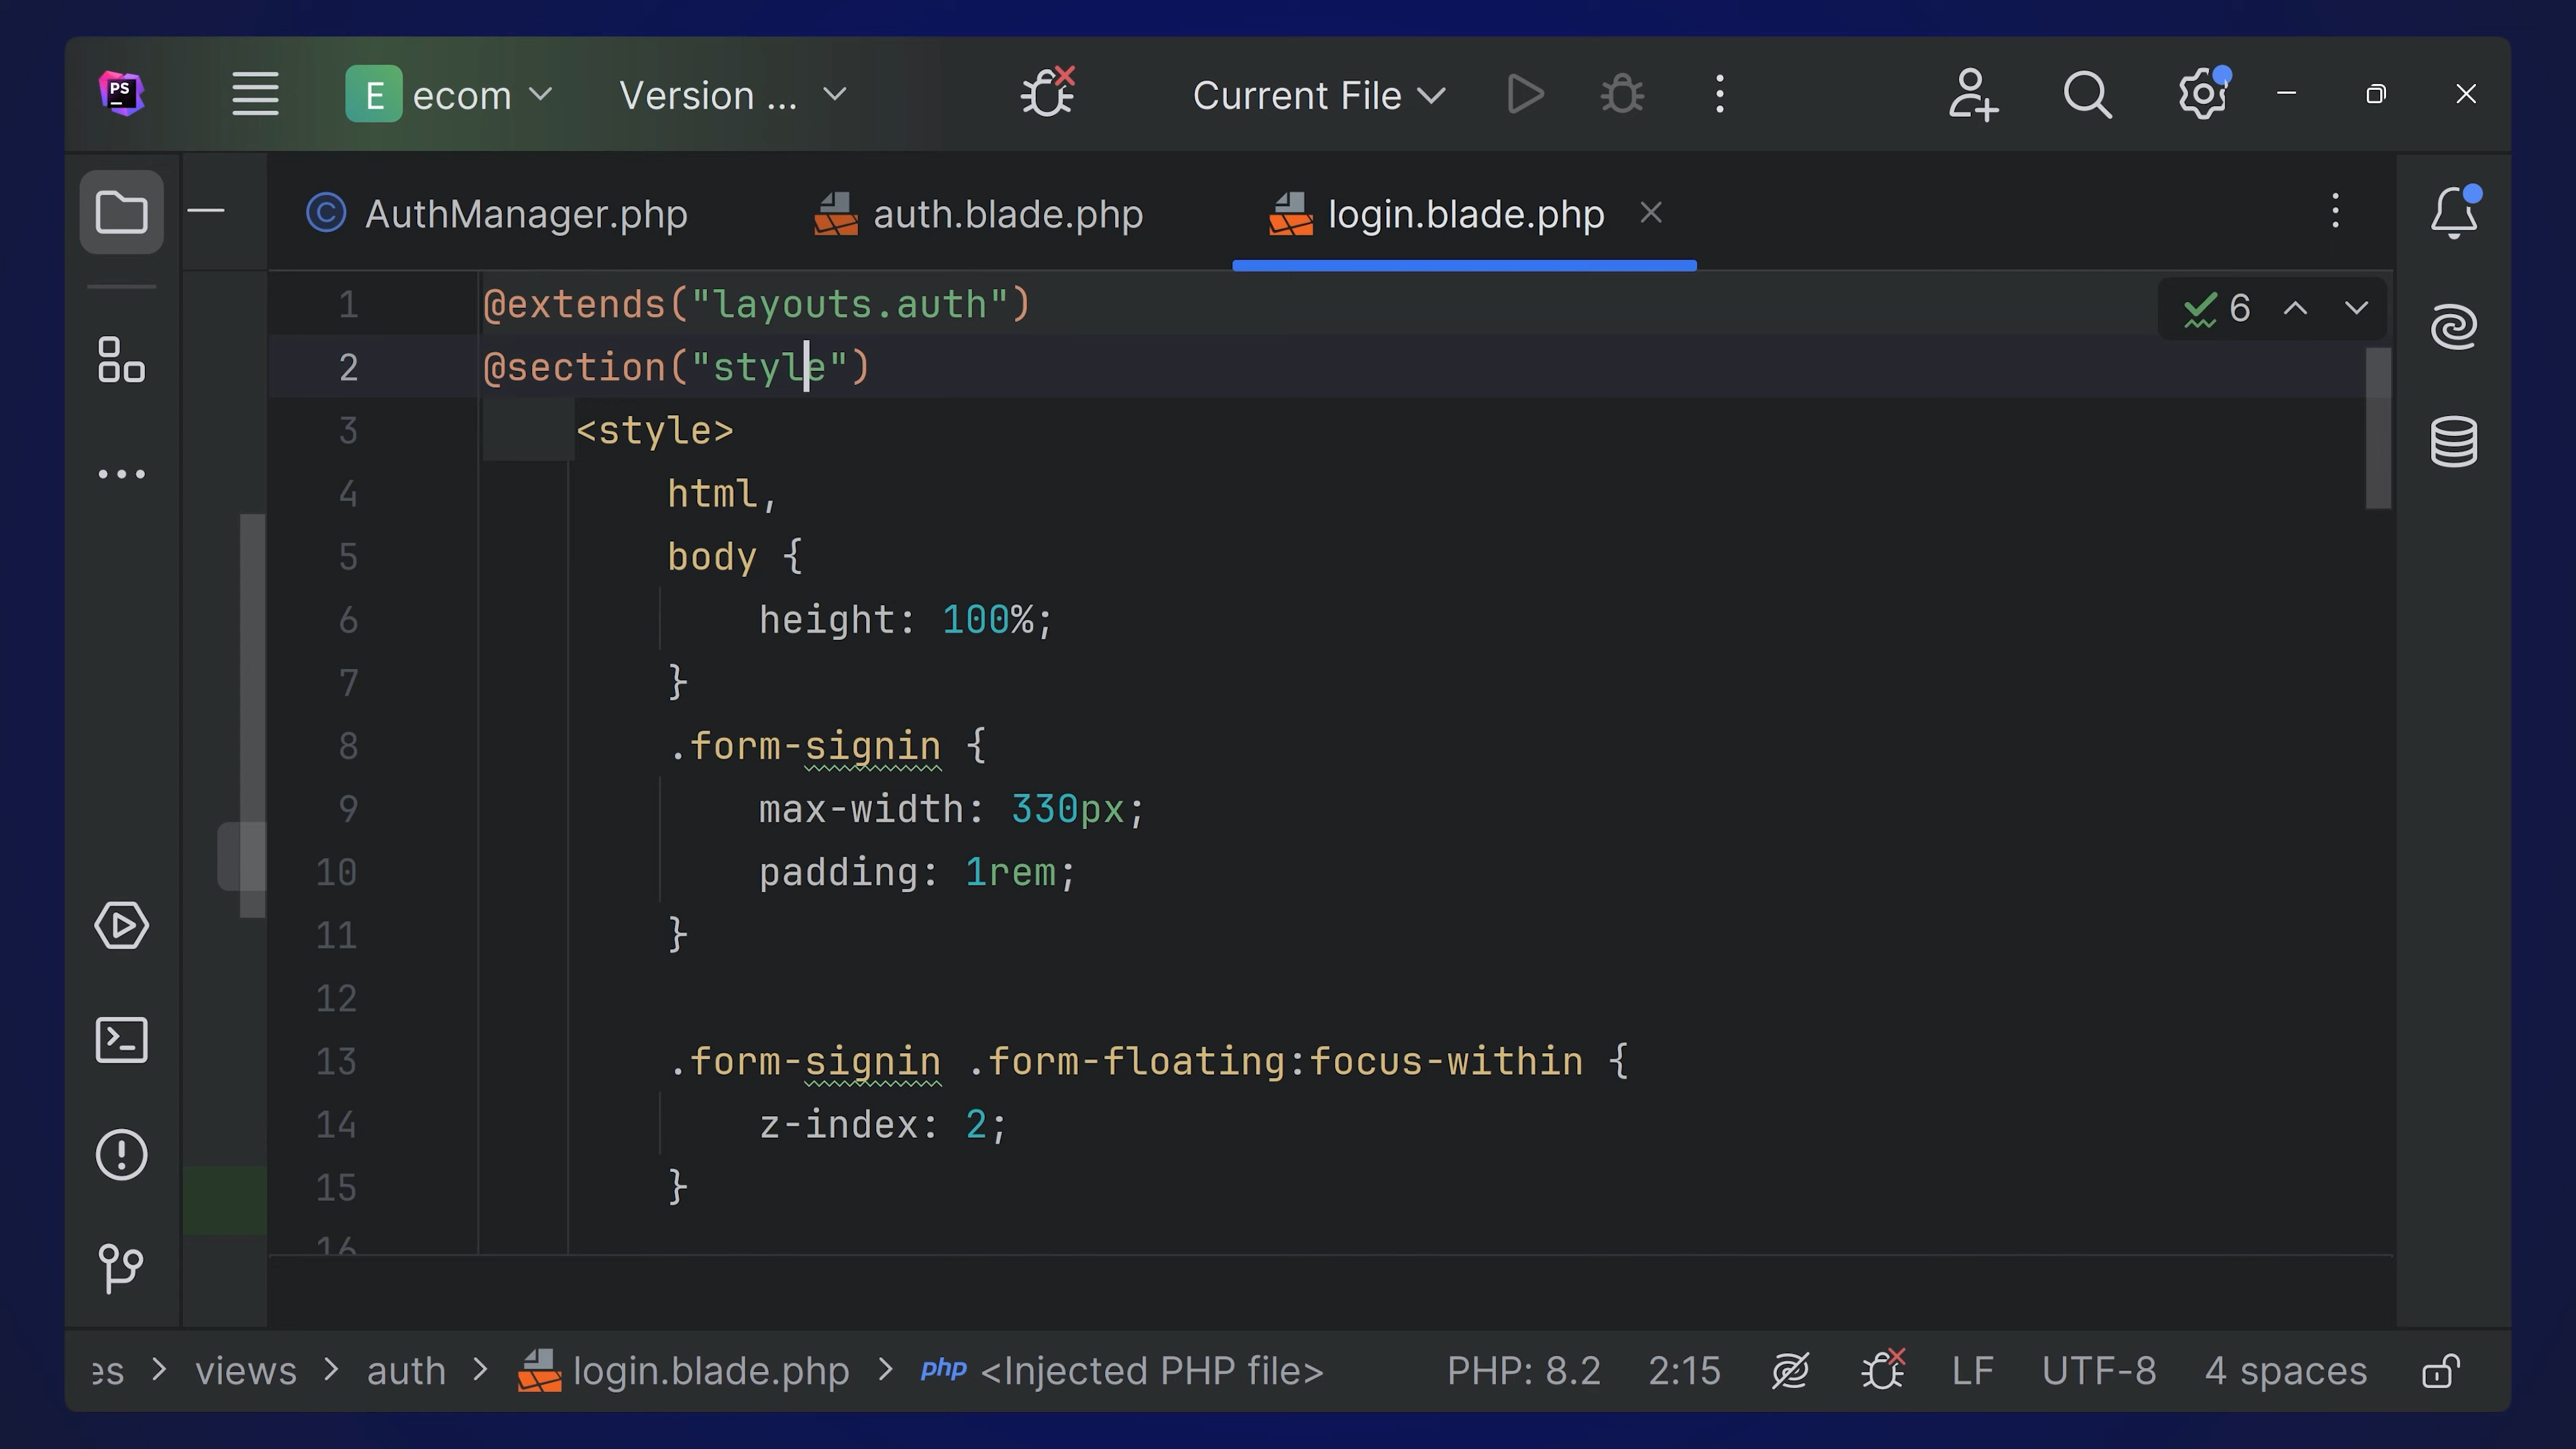 PS
E ecom
Version ...
Current File
AuthManager.php
auth.blade.php
login.blade.php
6
1 @extends("layouts.auth")
2 @section("style")
3 <style>
4 html,
5 body {
6 height: 100%;
7 }
8 .form-signin {
9 max-width: 330px;
10 padding: 1rem;
11 }
12
13 .form-signin .form-floating:focus-within {
14 z-index: 2;
15 }
16
es > views > auth > login.blade.php > php <Injected PHP file>
PHP: 8.2 2:15 LF UTF-8 4 spaces